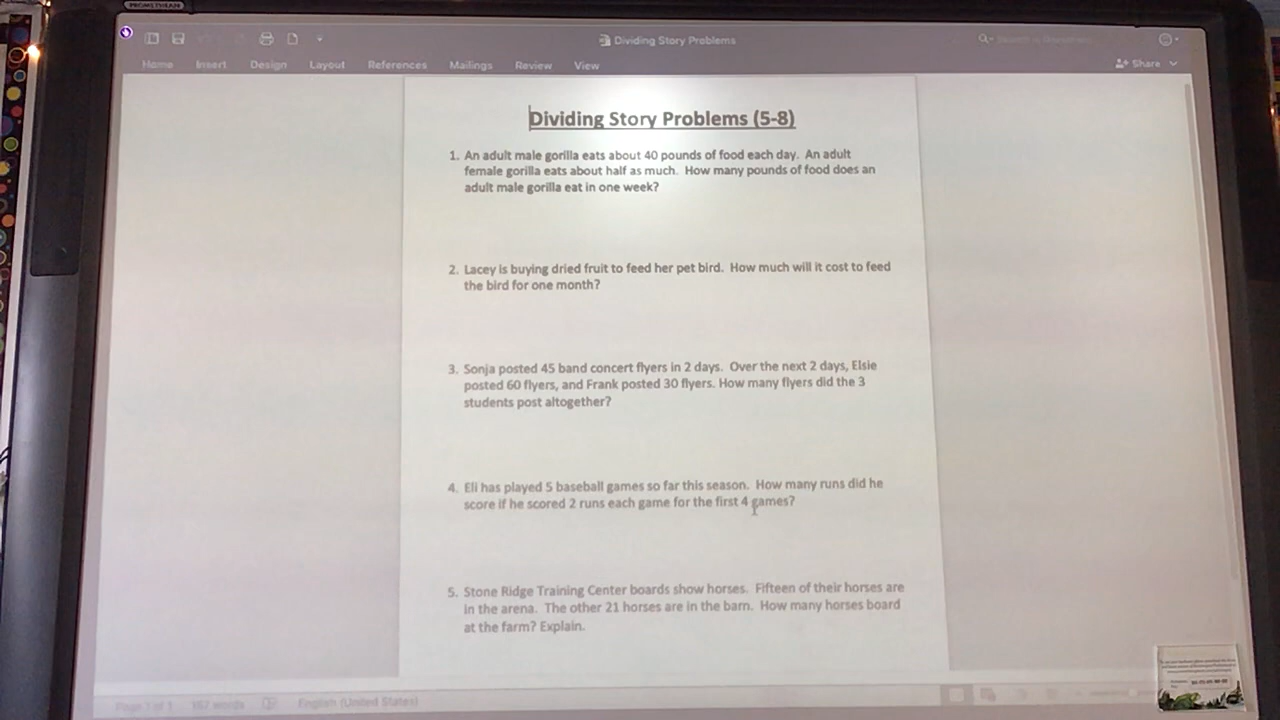 PROMETHEAN
Dividing Story Problems
Home Insert Design Layout References Mailings Review View Share
Dividing Story Problems (5-8)
1. An adult male gorilla eats about 40 pounds of food each day. An adult
female gorilla eats about half as much. How many pounds of food does an
adult male gorilla eat in one week?
2. Lacey is buying dried fruit to feed her pet bird. How much will it cost to feed
the bird for one month?
3. Sonja posted 45 band concert flyers in 2 days. Over the next 2 days, Elsie
posted 60 flyers, and Frank posted 30 flyers. How many flyers did the 3
students post altogether?
4. Eli has played 5 baseball games so far this season. How many runs did he
score if he scored 2 runs each game for the first 4 games?
5. Stone Ridge Training Center boards show horses. Fifteen of their horses are
in the arena. The other 21 horses are in the barn. How many horses board
at the farm? Explain.
Page 1 of 1 157 words English (United States)